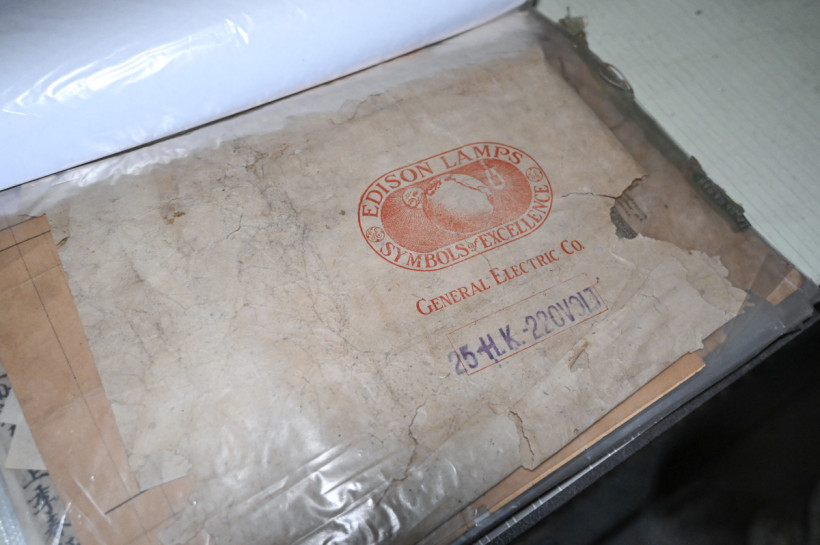 EDISON LAMPS
SYMBOLS of EXCELLENCE
GENERAL ELECTRIC CO.
25-H.K.-220VOLT